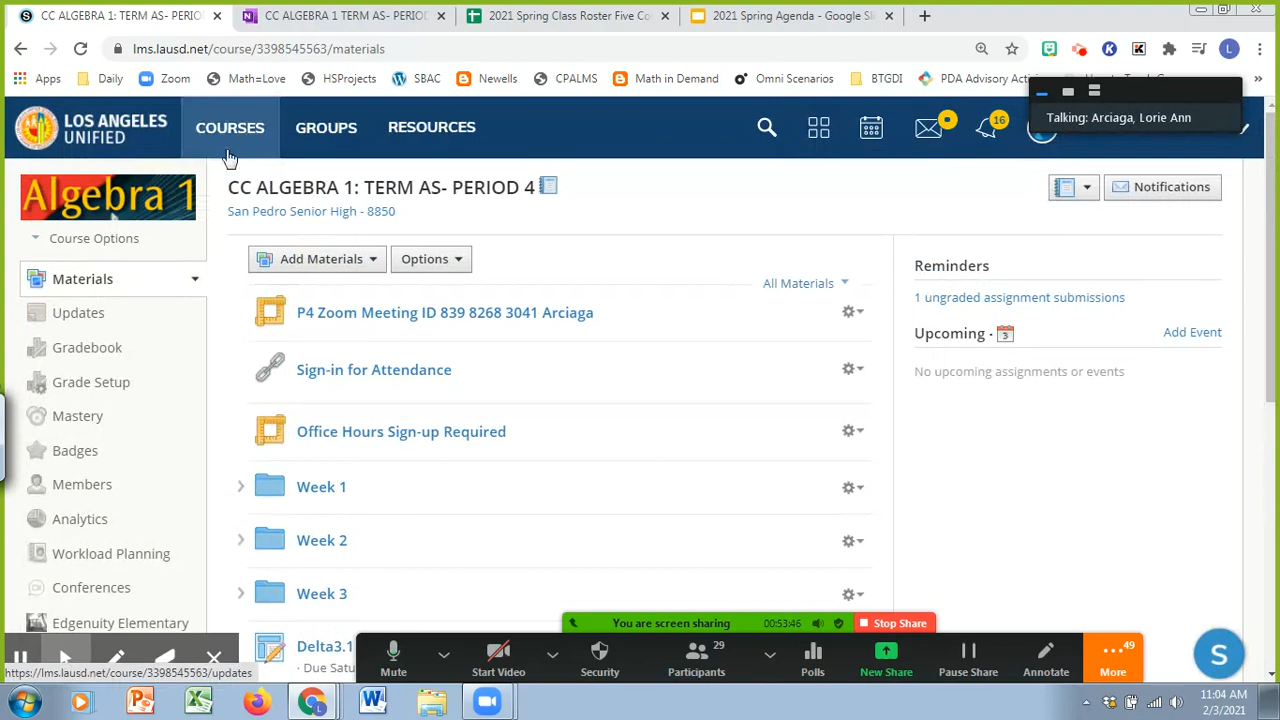 CC ALGEBRA 1: TERM AS- PERIO
CC ALGEBRA 1 TERM AS- PERIO
2021 Spring Class Roster Five Co
2021 Spring Agenda - Google Sl
lms.lausd.net/course/3398545563/materials
L
Apps
Daily
Zoom
Math=Love
HSProjects
SBAC
Newells
CPALMS
Math in Demand
Omni Scenarios
BTGDI
PDA Advisory Activi
Talking: Arciaga, Lorie Ann
LOS ANGELES
UNIFIED
COURSES
GROUPS
RESOURCES
16
Algebra 1
CC ALGEBRA 1: TERM AS- PERIOD 4
San Pedro Senior High - 8850
Notifications
Course Options
Materials
Updates
Gradebook
Grade Setup
Mastery
Badges
Members
Analytics
Workload Planning
Conferences
Edgenuity Elementary
Add Materials
Options
All Materials
P4 Zoom Meeting ID 839 8268 3041 Arciaga
Sign-in for Attendance
Office Hours Sign-up Required
Week 1
Week 2
Week 3
Delta3.1
· Due Satu
Reminders
1 ungraded assignment submissions
Upcoming ·
3
Add Event
No upcoming assignments or events
You are screen sharing
00:53:46
Stop Share
Mute
Start Video
Security
29
Participants
Polls
New Share
Pause Share
Annotate
49
More
S
https://lms.lausd.net/course/3398545563/updates
11:04 AM
2/3/2021